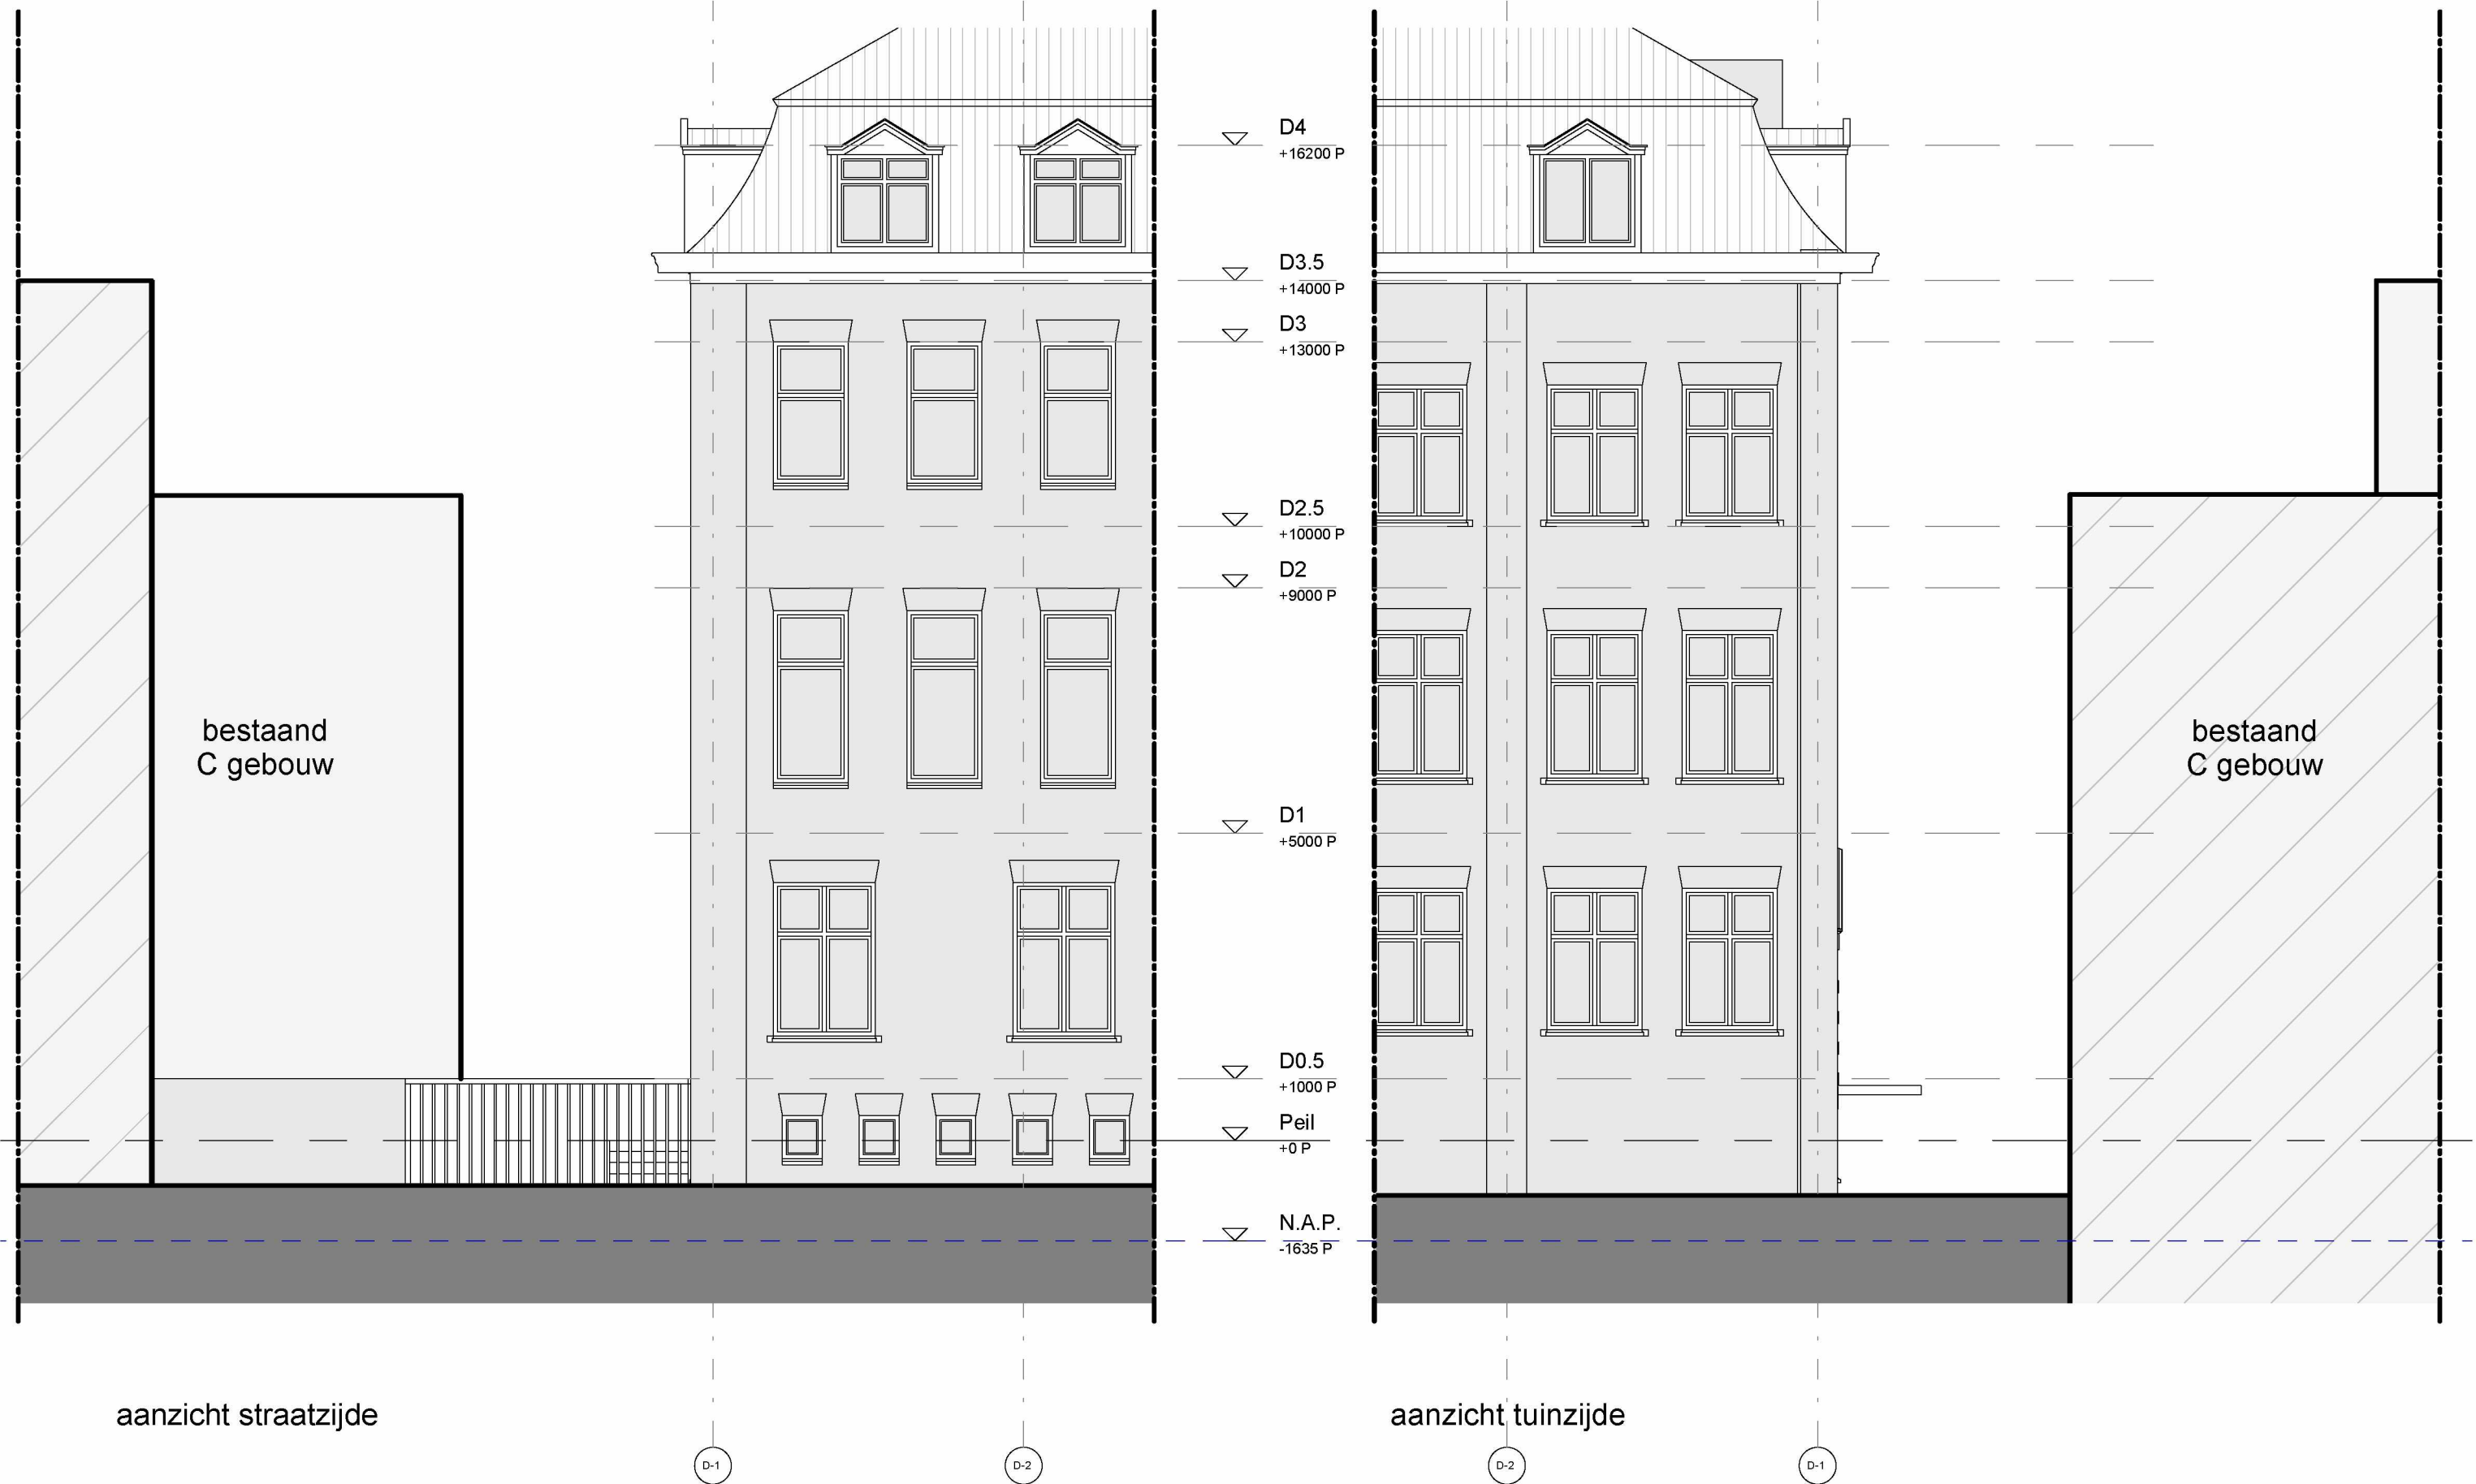 D4
+16200 P
D3.5
+14000 P
D3
+13000 P
D2.5
+10000 P
D2
+9000 P
bestaand
C gebouw
bestaand
C gebouw
D1
+5000 P
D0.5
+1000 P
Peil
+0 P
N.A.P.
-1635 P
aanzicht straatzijde
aanzicht tuinzijde
D-1
D-2
D-2
D-1